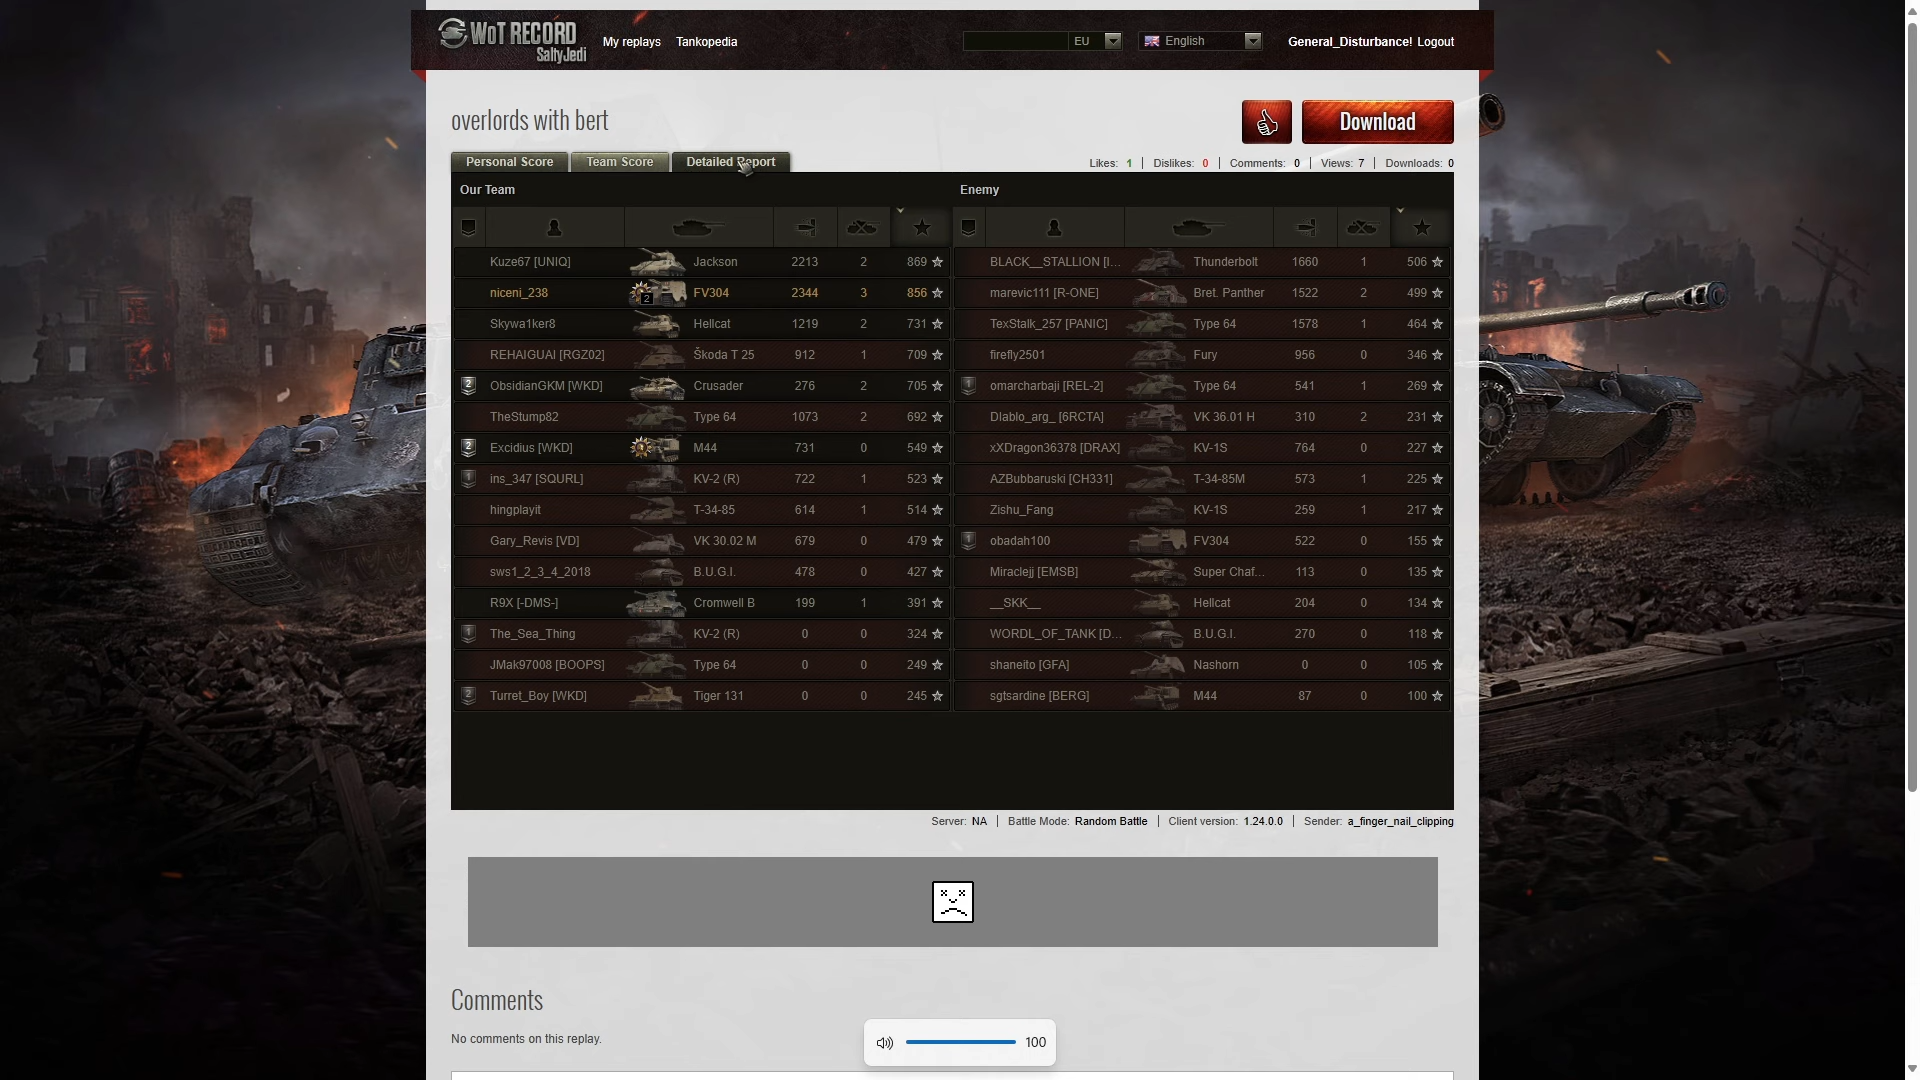 WoT RECORD
SaltyJedi
My replays Tankopedia
EU
English
General_Disturbance! Logout
overlords with bert
Download
Personal Score Team Score Detailed Report
Likes: 1 | Dislikes: 0 | Comments: 0 | Views: 7 | Downloads: 0
Our Team Enemy
Kuze67 [UNIQ] Jackson 2213 2 869 BLACK__STALLION [I... Thunderbolt 1660 1 506
niceni_238 2 FV304 2344 3 856 marevic111 [R-ONE] Bret. Panther 1522 2 499
Skywa1ker8 Hellcat 1219 2 731 TexStalk_257 [PANIC] Type 64 1578 1 464
REHAIGUAI [RGZ02] Škoda T 25 912 1 709 firefly2501 Fury 956 0 346
2 ObsidianGKM [WKD] Crusader 276 2 705 1 omarcharbaji [REL-2] Type 64 541 1 269
TheStump82 Type 64 1073 2 692 DIablo_arg_ [6RCTA] VK 36.01 H 310 2 231
2 Excidius [WKD] M44 731 0 549 xXDragon36378 [DRAX] KV-1S 764 0 227
1 ins_347 [SQURL] KV-2 (R) 722 1 523 AZBubbaruski [CH331] T-34-85M 573 1 225
hingplayit T-34-85 614 1 514 Zishu_Fang KV-1S 259 1 217
Gary_Revis [VD] VK 30.02 M 679 0 479 1 obadah100 FV304 522 0 155
sws1_2_3_4_2018 B.U.G.I. 478 0 427 Miraclejj [EMSB] Super Chaf... 113 0 135
R9X [-DMS-] Cromwell B 199 1 391 __SKK__ Hellcat 204 0 134
1 The_Sea_Thing KV-2 (R) 0 0 324 WORDL_OF_TANK [D... B.U.G.I. 270 0 118
JMak97008 [BOOPS] Type 64 0 0 249 shaneito [GFA] Nashorn 0 0 105
2 Turret_Boy [WKD] Tiger 131 0 0 245 sgtsardine [BERG] M44 87 0 100
Server: NA | Battle Mode: Random Battle | Client version: 1.24.0.0 | Sender: a_finger_nail_clipping
Comments
No comments on this replay.
100